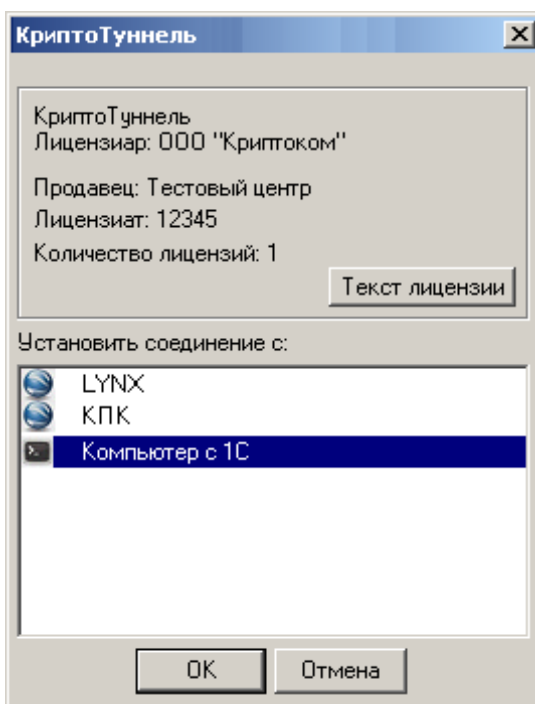 КриптоТуннель
КриптоТуннель
Лицензиар: ООО "Криптоком"
Продавец: Тестовый центр
Лицензиат: 12345
Количество лицензий: 1
Текст лицензии
Установить соединение с:
LYNX
КПК
Компьютер с 1С
OK
Отмена